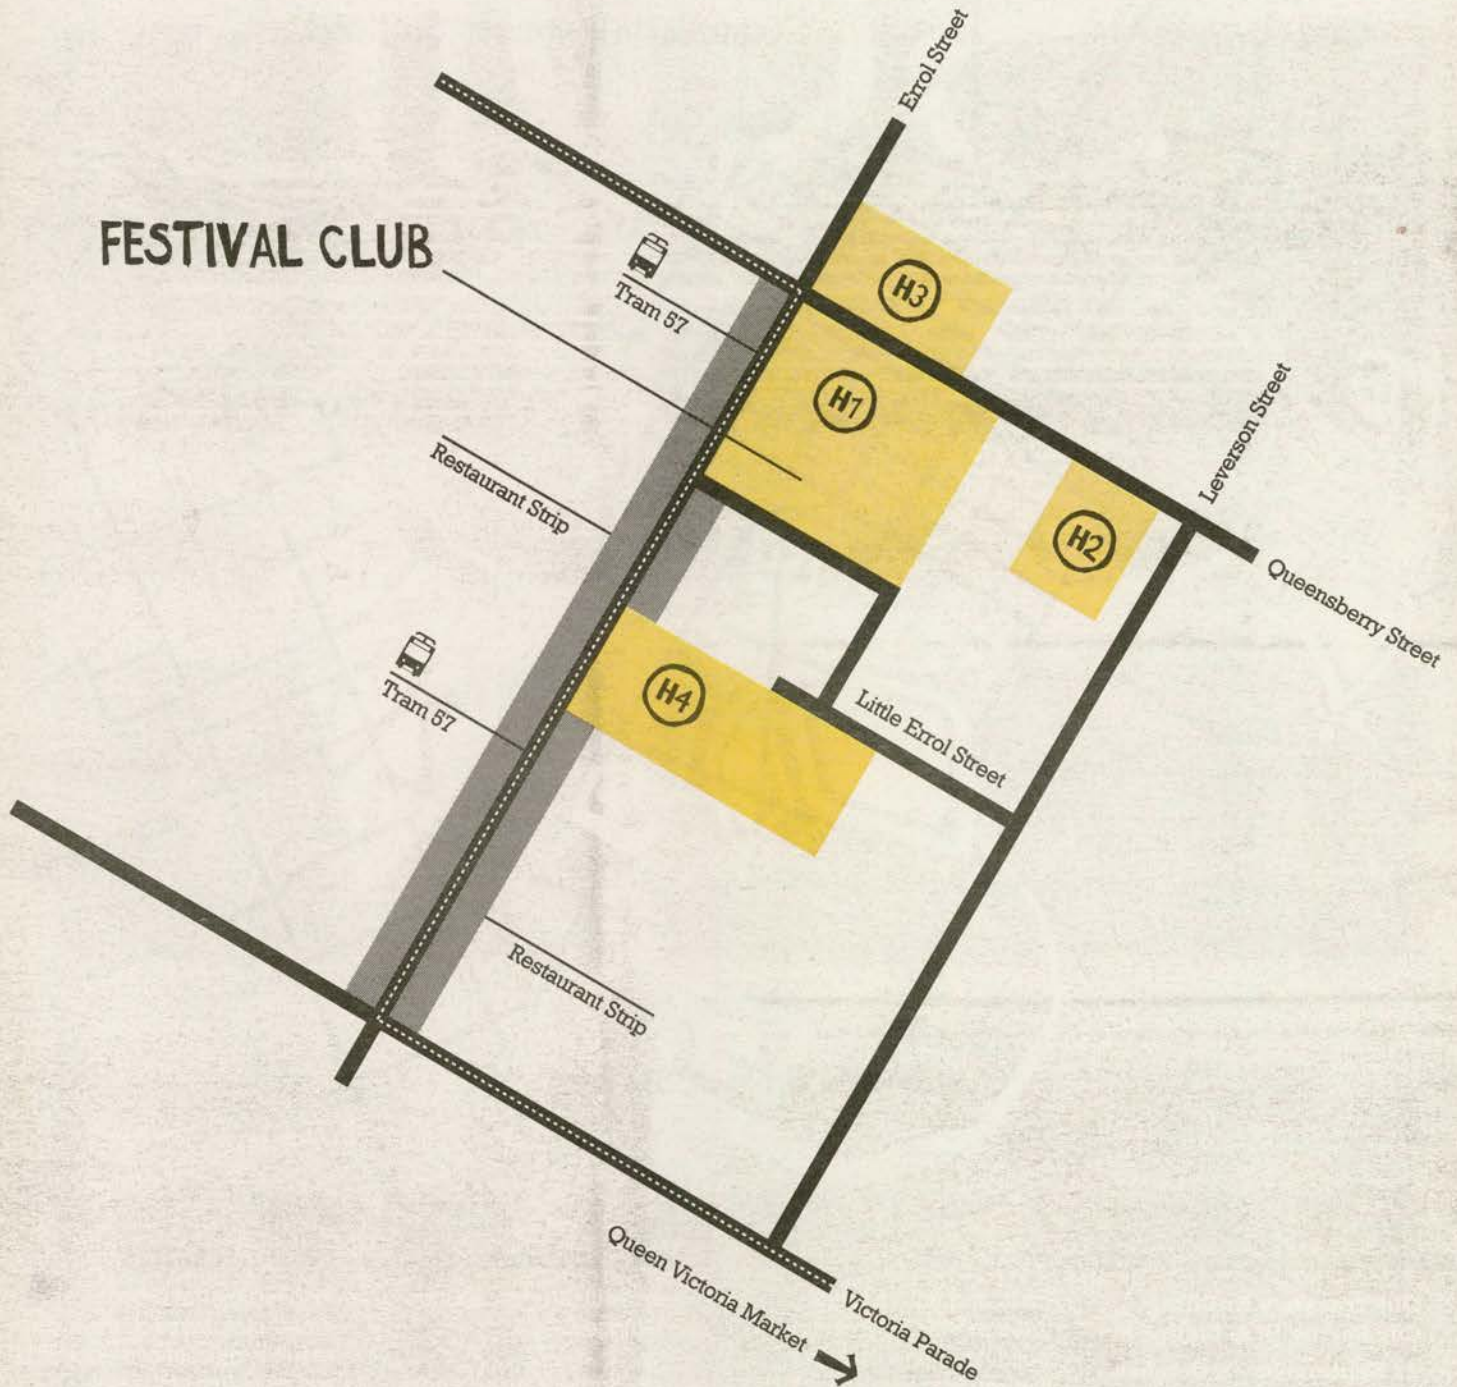 Errol Street
FESTIVAL CLUB
Tram 57
H3
H1
Restaurant Strip
Leverson Street
H2
Queensberry Street
Tram 57
H4
Little Errol Street
Restaurant Strip
Queen Victoria Market
Victoria Parade